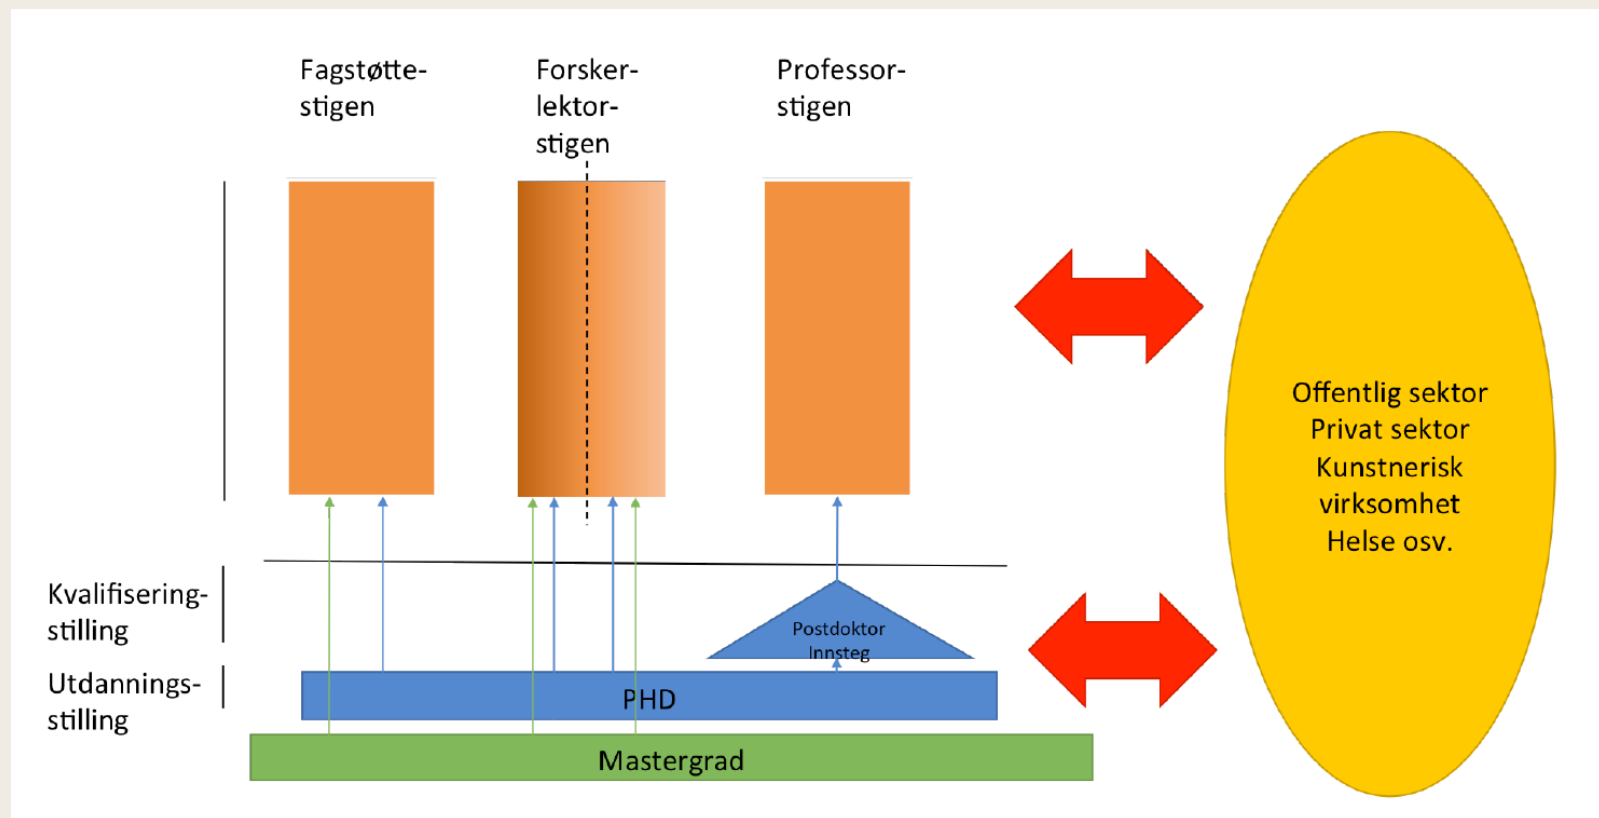 Fagstøtte-
stigen
Forsker-
lektor-
stigen
Professor-
stigen
Offentlig sektor
Privat sektor
Kunstnerisk
virksomhet
Helse osv.
Kvalifisering-
stilling
Postdoktor
Innsteg
Utdannings-
stilling
PHD
Mastergrad